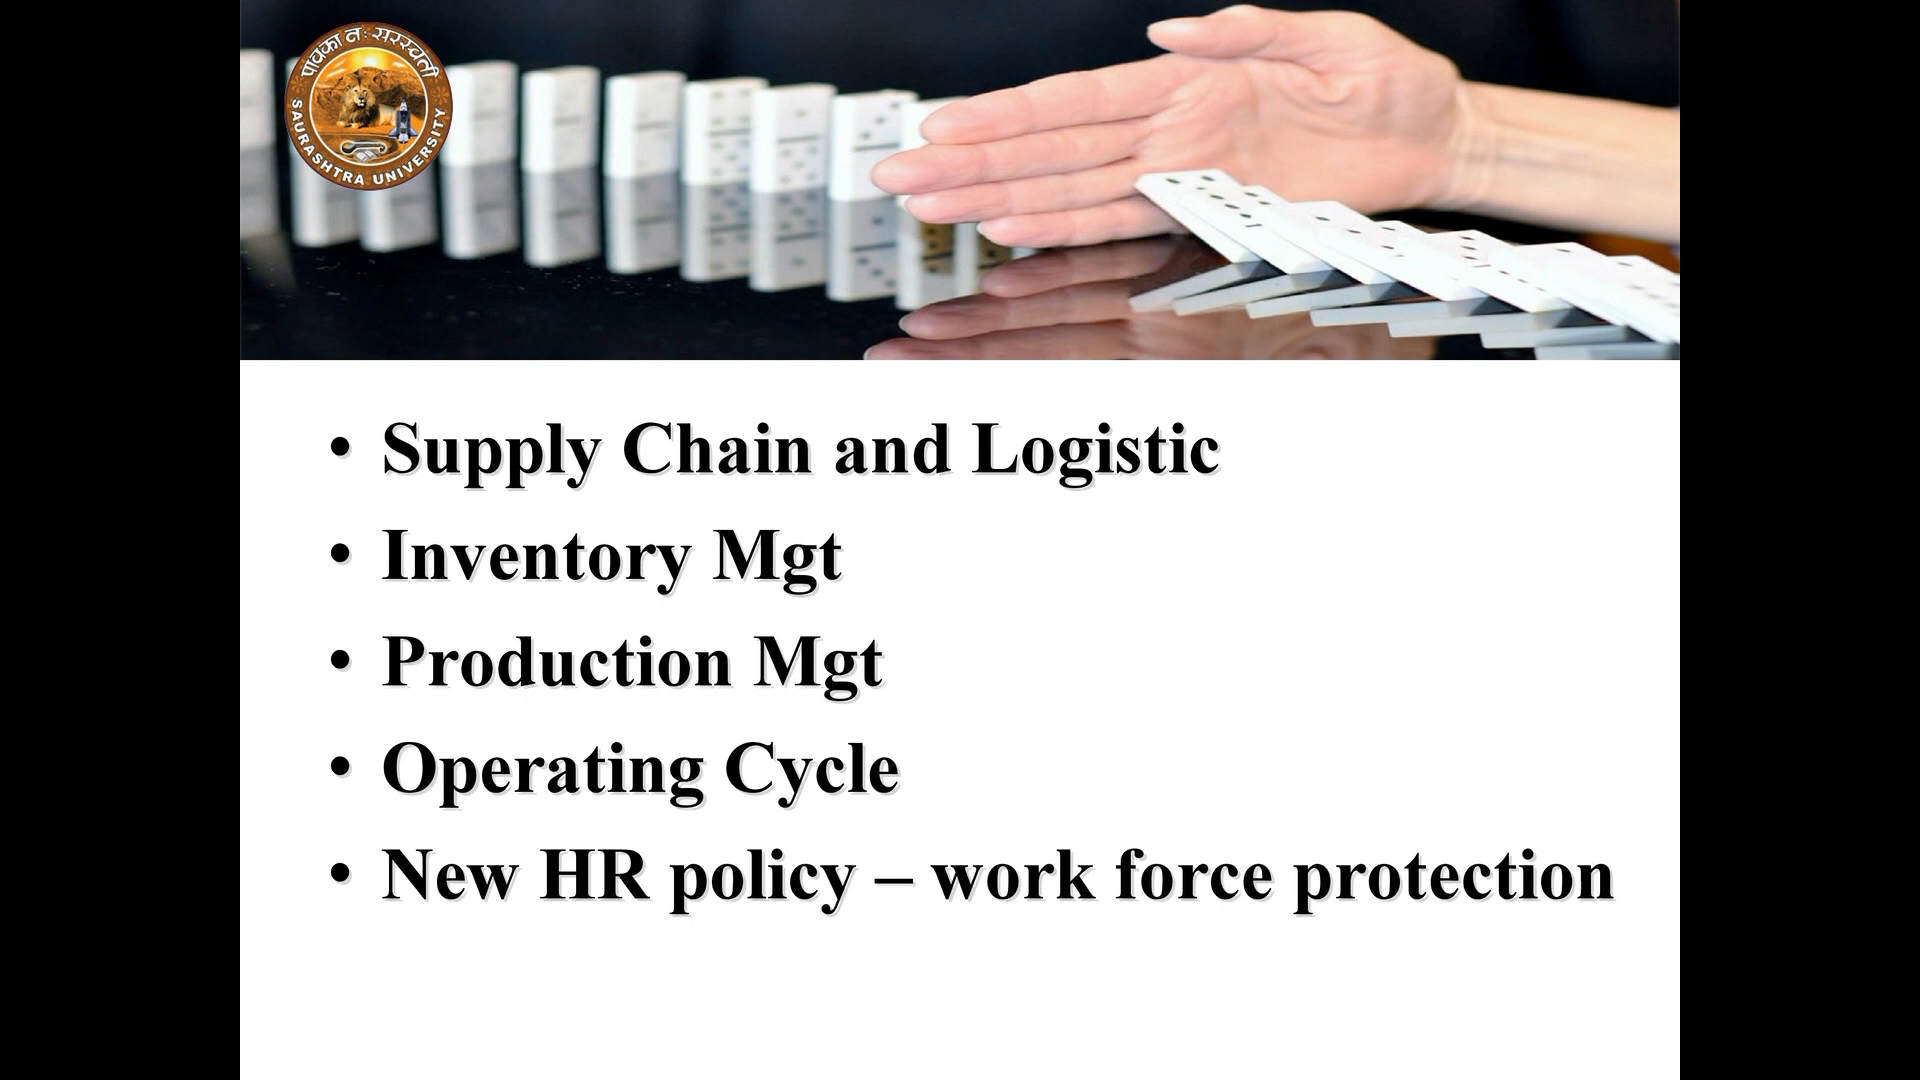 पावका नः सरस्वती
SAURASHTRA UNIVERSITY
• Supply Chain and Logistic
• Inventory Mgt
• Production Mgt
• Operating Cycle
• New HR policy – work force protection